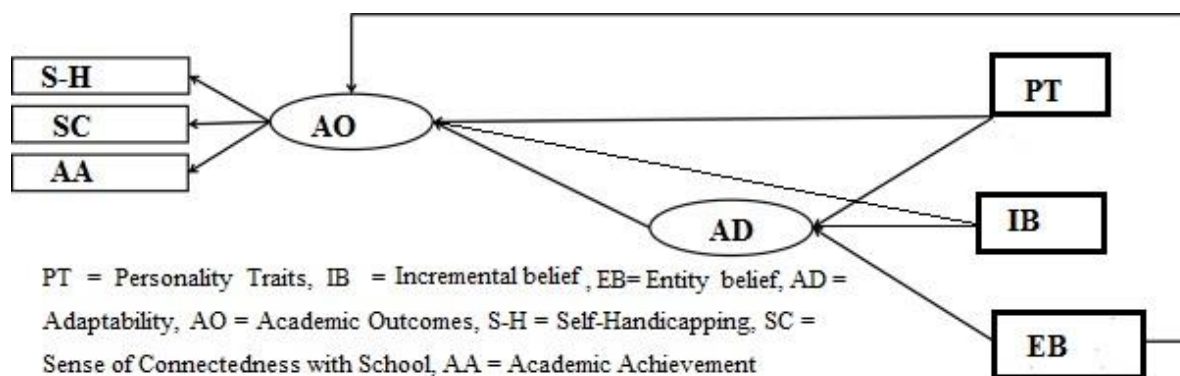 S-H
SC
AA
AO
AD
PT
IB
EB
PT = Personality Traits, IB = Incremental belief , EB= Entity belief, AD =
Adaptability, AO = Academic Outcomes, S-H = Self-Handicapping, SC =
Sense of Connectedness with School, AA = Academic Achievement